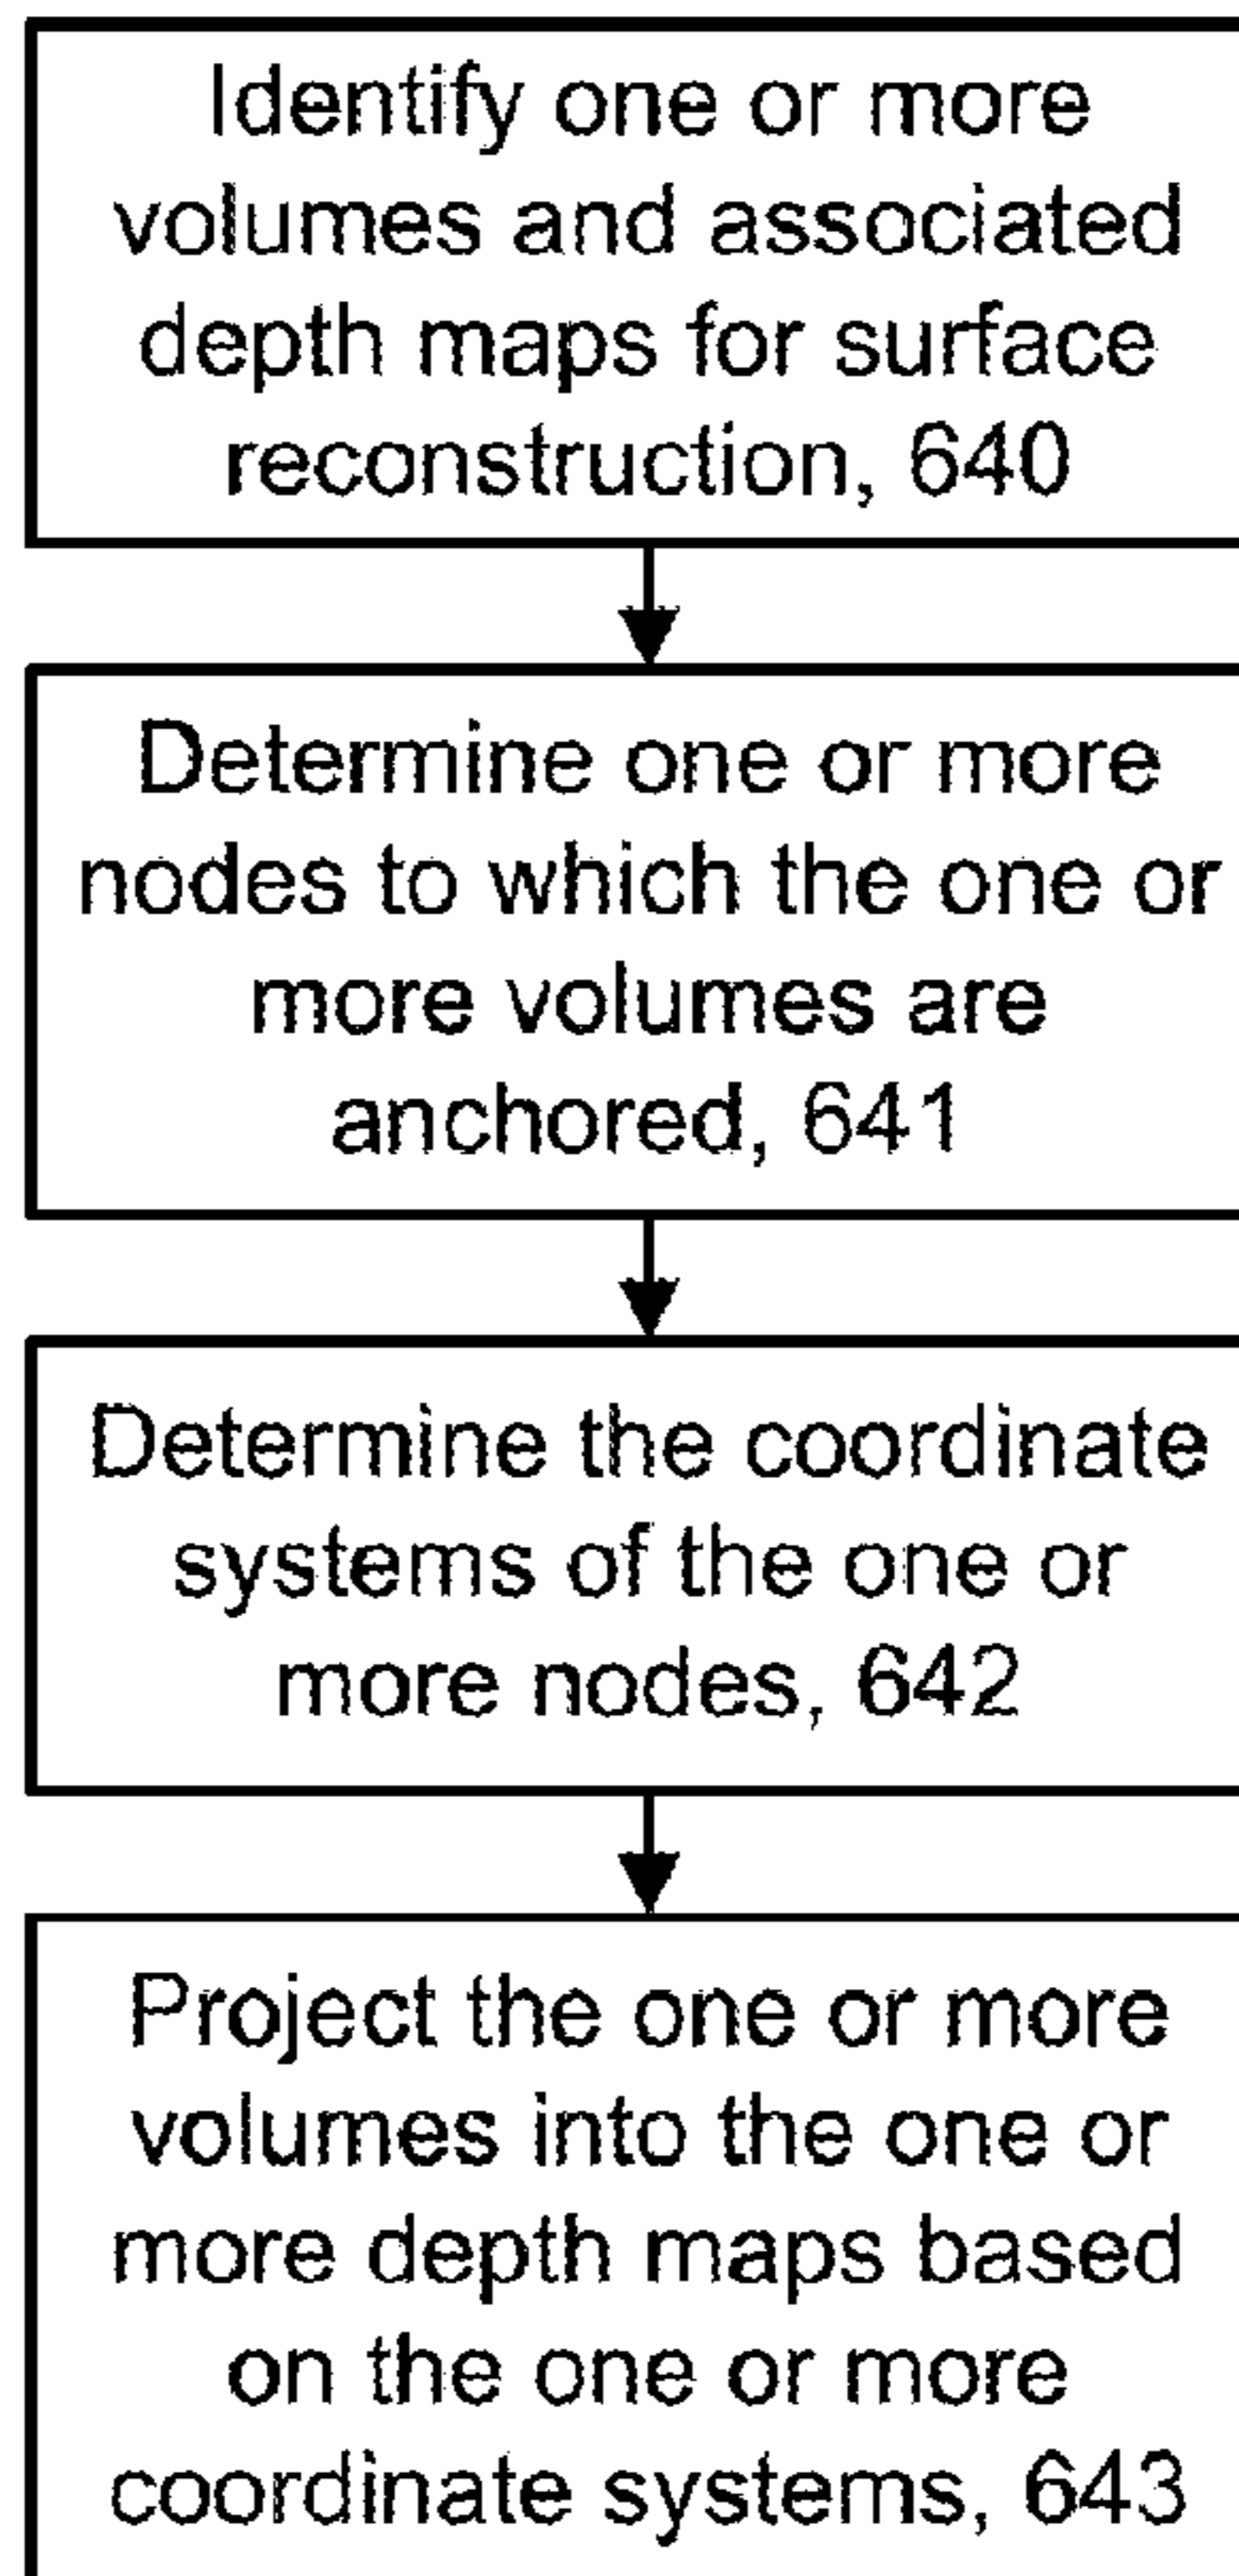 Identify one or more
volumes and associated
depth maps for surface
reconstruction, 640
Determine one or more
nodes to which the one or
more volumes are
anchored, 641
Determine the coordinate
systems of the one or
more nodes, 642
Project the one or more
volumes into the one or
more depth maps based
on the one or more
coordinate systems, 643